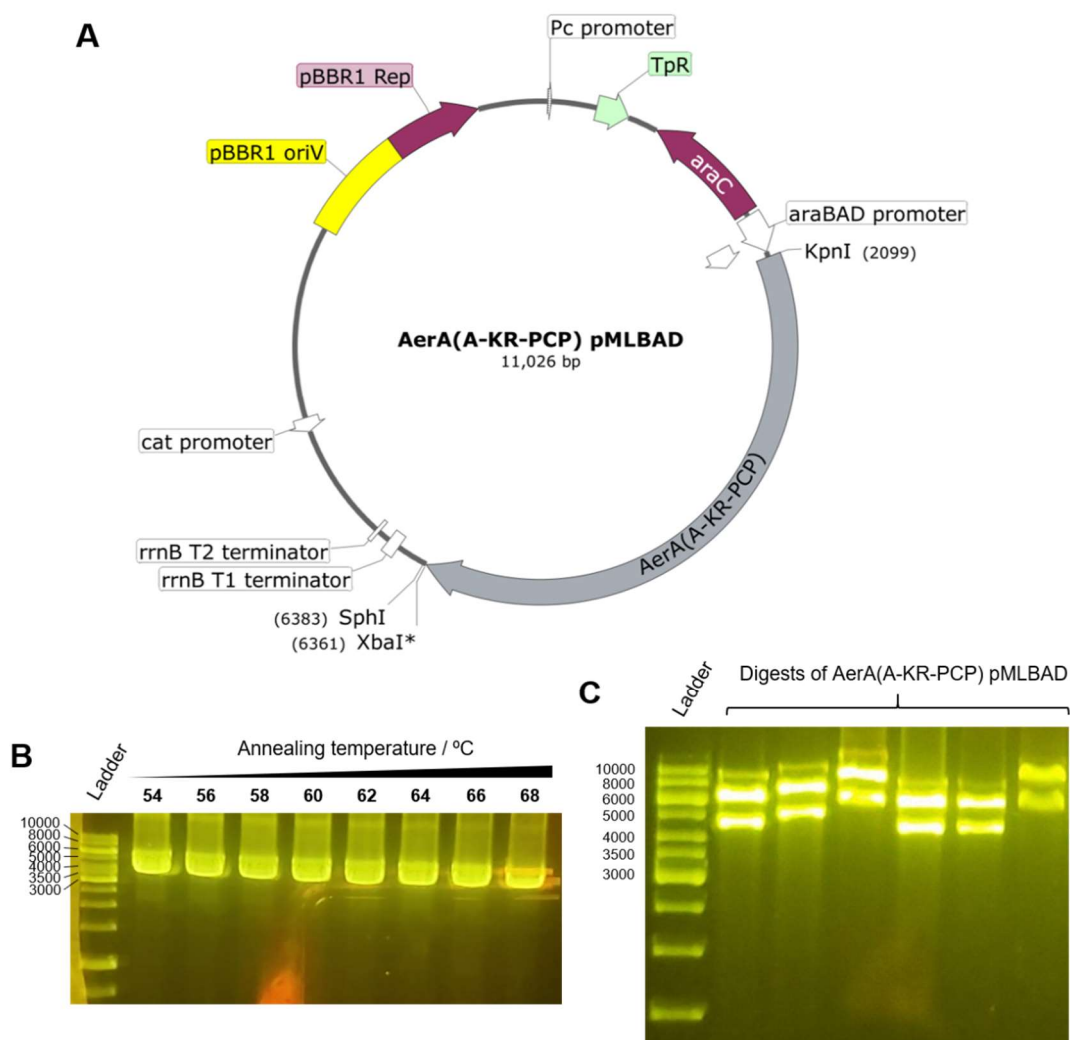 A
Pc promoter
TpR
pBBR1 Rep
pBBR1 oriV
araC
araBAD promoter
KpnI (2099)
AerA(A-KR-PCP) pMLBAD
11,026 bp
cat promoter
AerA(A-KR-PCP)
rrnB T2 terminator
rrnB T1 terminator
(6383) SphI
(6361) XbaI*
B
Ladder
Annealing temperature / ºC
54 56 58 60 62 64 66 68
10000
8000
6000
5000
4000
3500
3000
C
Ladder
Digests of AerA(A-KR-PCP) pMLBAD
10000
8000
6000
5000
4000
3500
3000